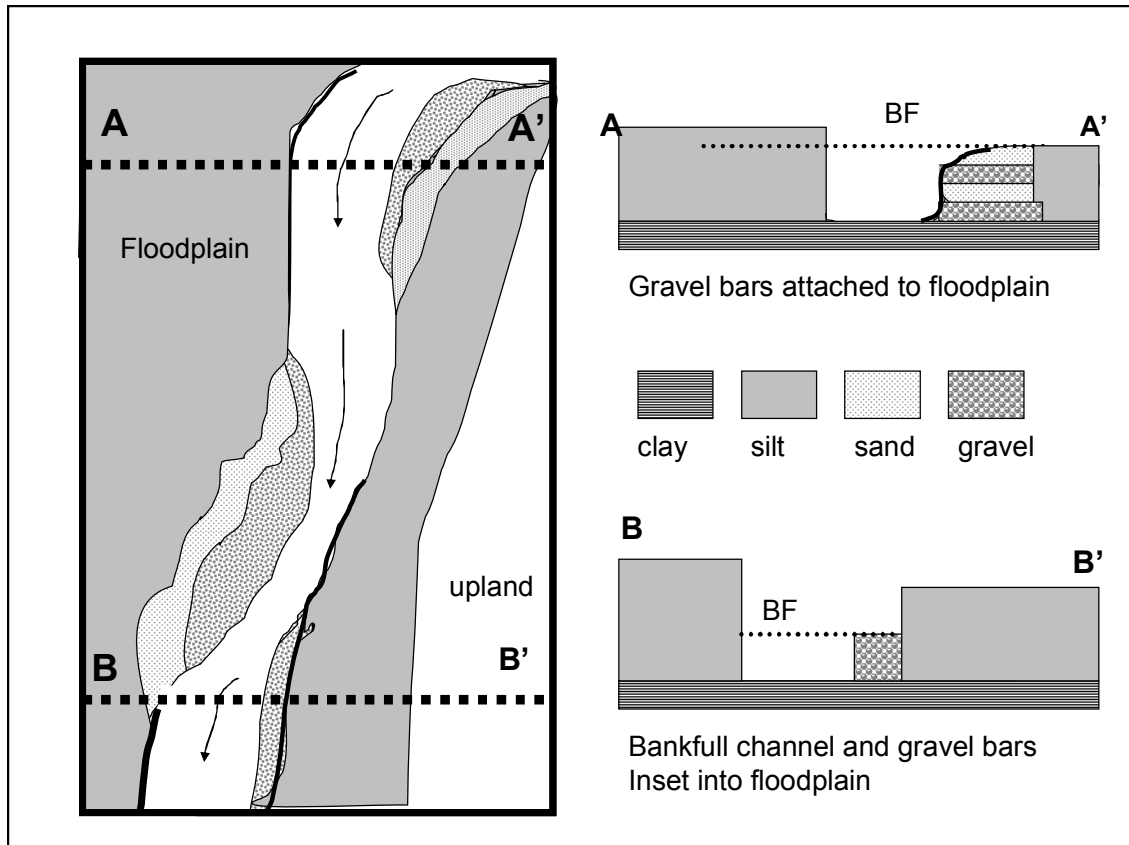 A
A'
Floodplain
upland
B
B'
A
BF
A'
Gravel bars attached to floodplain
clay
silt
sand
gravel
B
BF
B'
Bankfull channel and gravel bars
Inset into floodplain